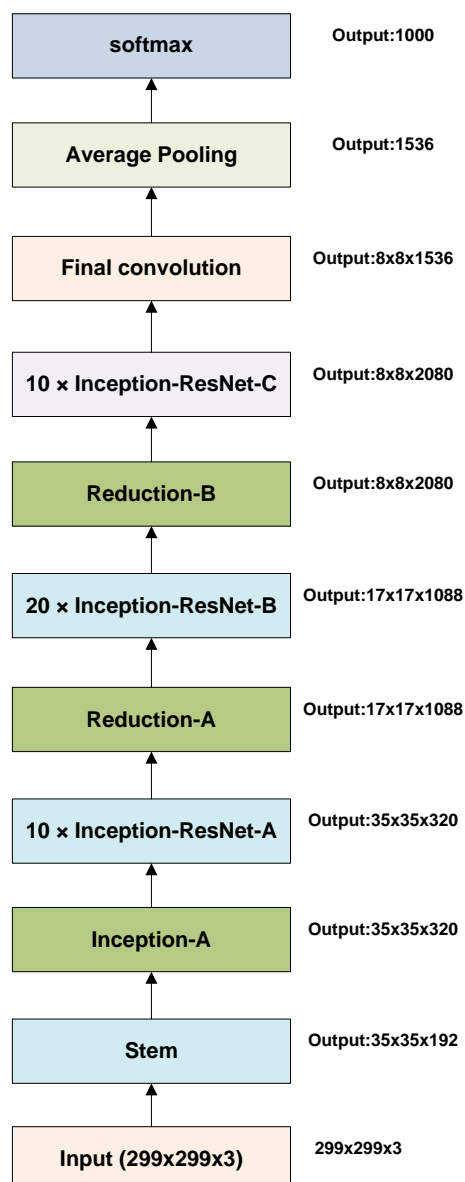 softmax Output:1000
Average Pooling Output:1536
Final convolution Output:8x8x1536
10 × Inception-ResNet-C Output:8x8x2080
Reduction-B Output:8x8x2080
20 × Inception-ResNet-B Output:17x17x1088
Reduction-A Output:17x17x1088
10 × Inception-ResNet-A Output:35x35x320
Inception-A Output:35x35x320
Stem Output:35x35x192
Input (299x299x3) 299x299x3